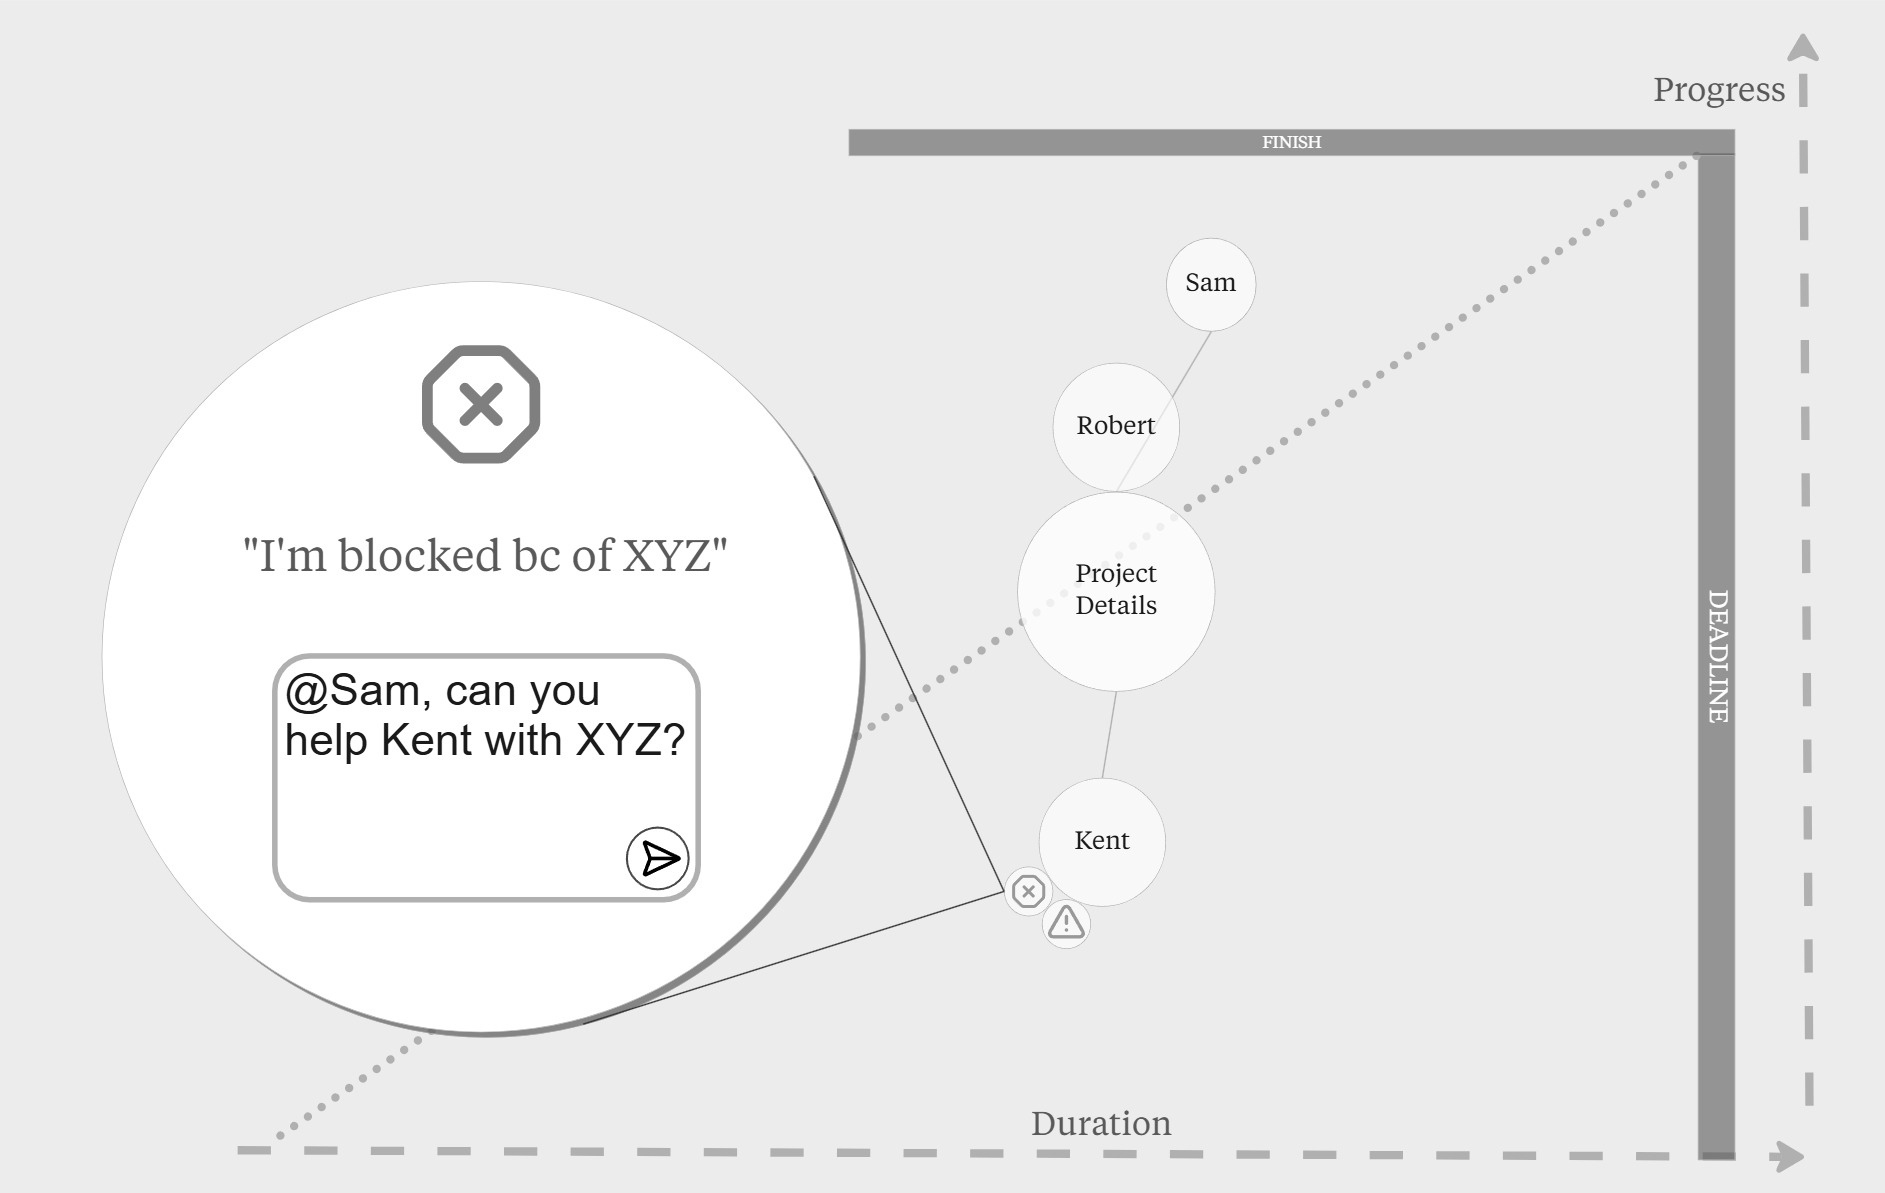 Progress
FINISH
Sam
Robert
"I'm blocked bc of XYZ"
Project
Details
DEADLINE
@Sam, can you
help Kent with XYZ?
Kent
Duration